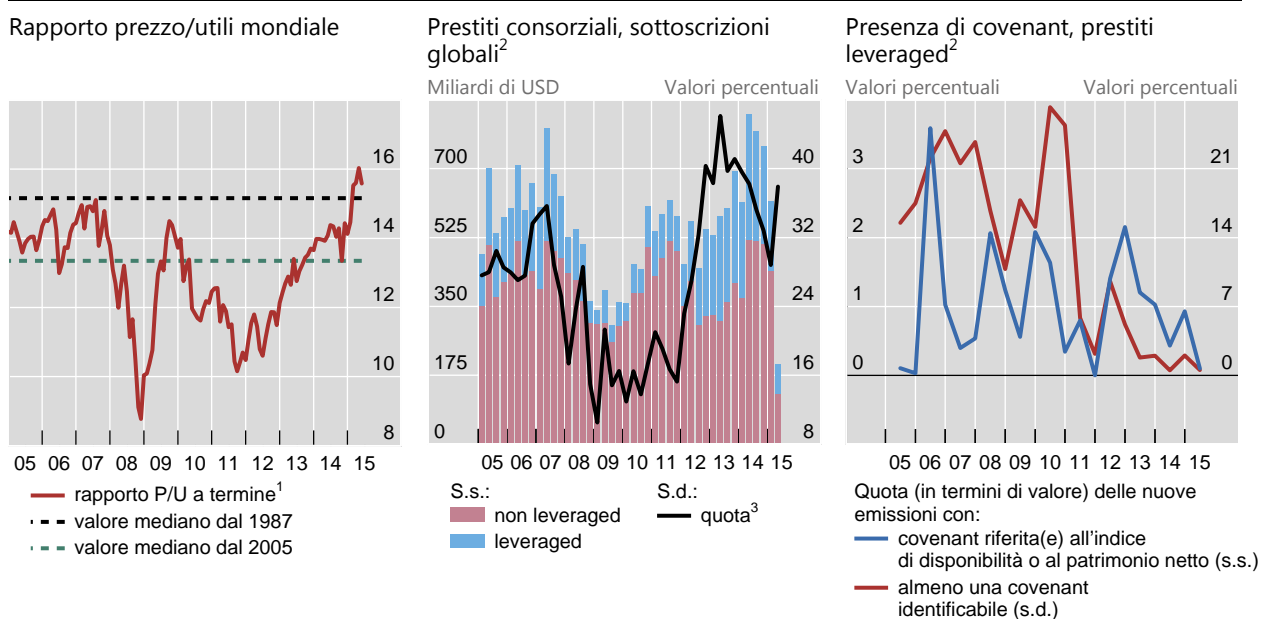 Rapporto prezzo/utili mondiale
16
14
12
10
8
05 06 07 08 09 10 11 12 13 14 15
rapporto P/U a termine1
valore mediano dal 1987
valore mediano dal 2005
Prestiti consorziali, sottoscrizioni
globali2
Miliardi di USD Valori percentuali
700 40
525 32
350 24
175 16
0 8
05 06 07 08 09 10 11 12 13 14 15
S.s.: S.d.:
non leveraged quota3
leveraged
Presenza di covenant, prestiti
leveraged2
Valori percentuali Valori percentuali
3 21
2 14
1 7
0 0
05 06 07 08 09 10 11 12 13 14 15
Quota (in termini di valore) delle nuove
emissioni con:
covenant riferita(e) all'indice
di disponibilità o al patrimonio netto (s.s.)
almeno una covenant
identificabile (s.d.)